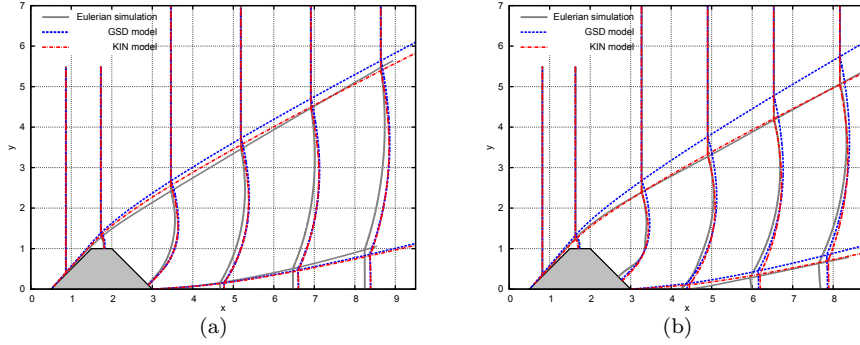 Eulerian simulation
GSD model
KIN model
7
6
5
4
3
2
1
0
y
0 1 2 3 4 5 6 7 8 9
x
(a)
Eulerian simulation
GSD model
KIN model
7
6
5
4
3
2
1
0
y
0 1 2 3 4 5 6 7 8
x
(b)